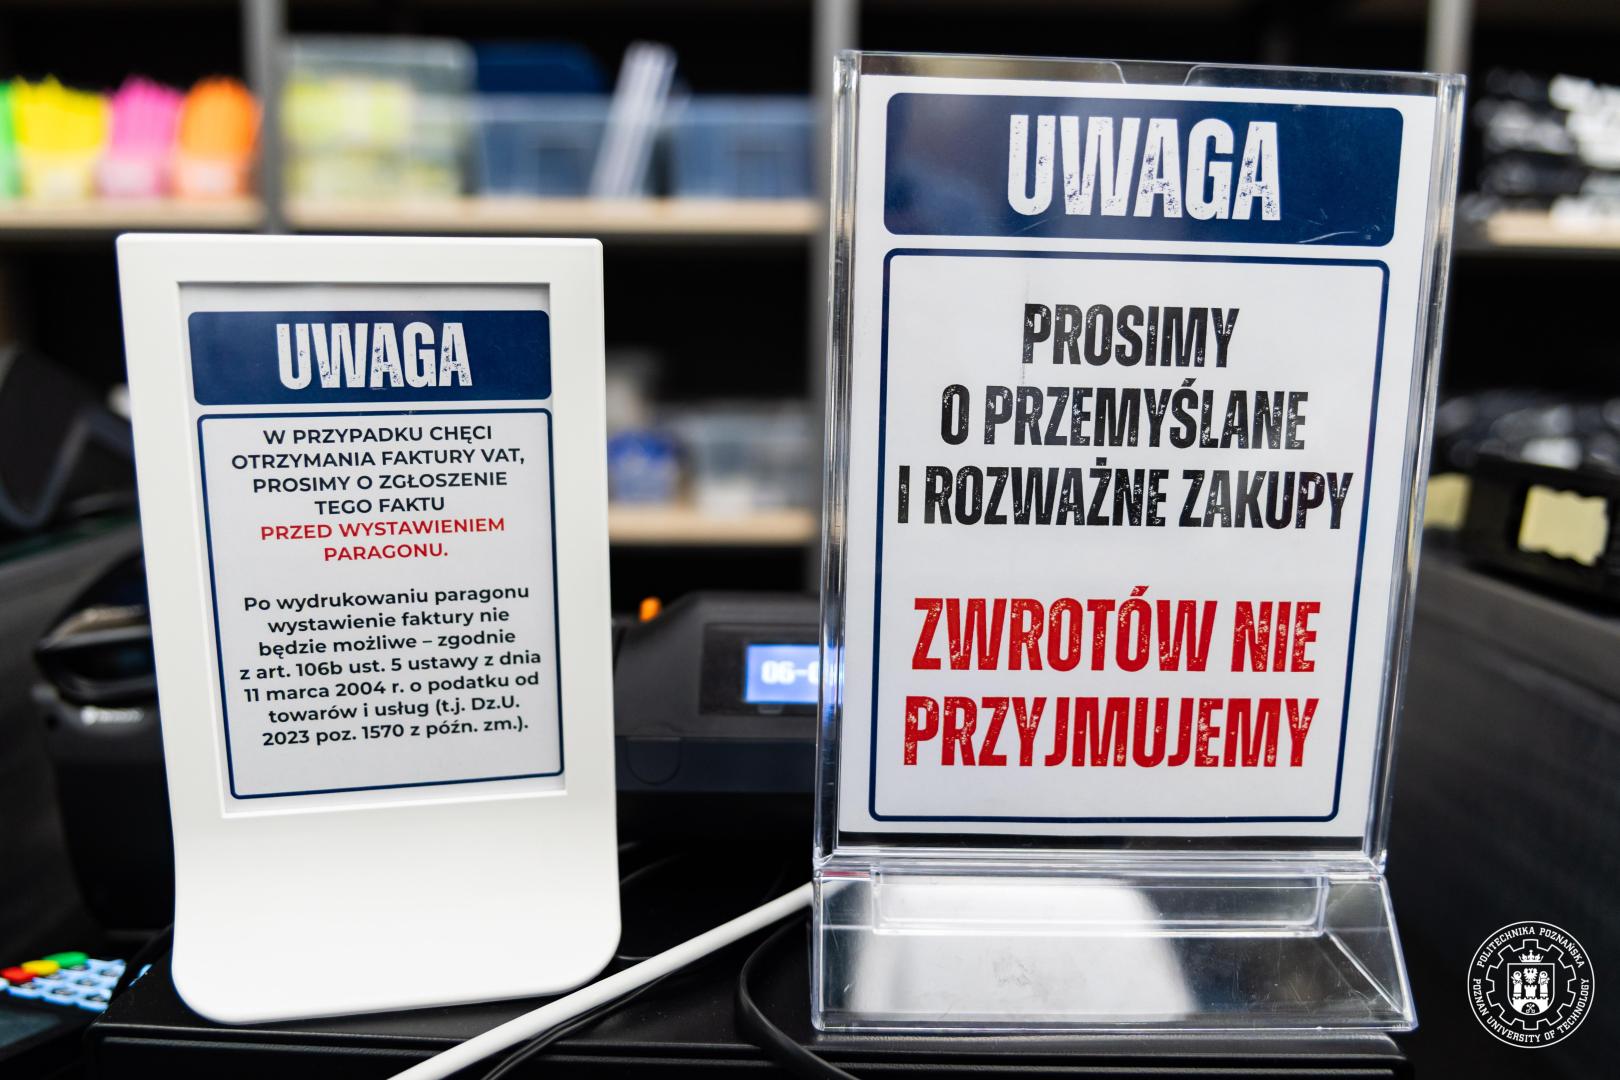 UWAGA
W PRZYPADKU CHĘCI
OTRZYMANIA FAKTURY VAT,
PROSIMY O ZGŁOSZENIE
TEGO FAKTU
PRZED WYSTAWIENIEM
PARAGONU.
Po wydrukowaniu paragonu
wystawienie faktury nie
będzie możliwe – zgodnie
z art. 106b ust. 5 ustawy z dnia
11 marca 2004 r. o podatku od
towarów i usług (t.j. Dz.U.
2023 poz. 1570 z późn. zm.).
UWAGA
PROSIMY
O PRZEMYŚLANE
I ROZWAŻNE ZAKUPY
ZWROTÓW NIE
PRZYJMUJEMY
POLITECHNIKA POZNAŃSKA
POZNAN UNIVERSITY OF TECHNOLOGY